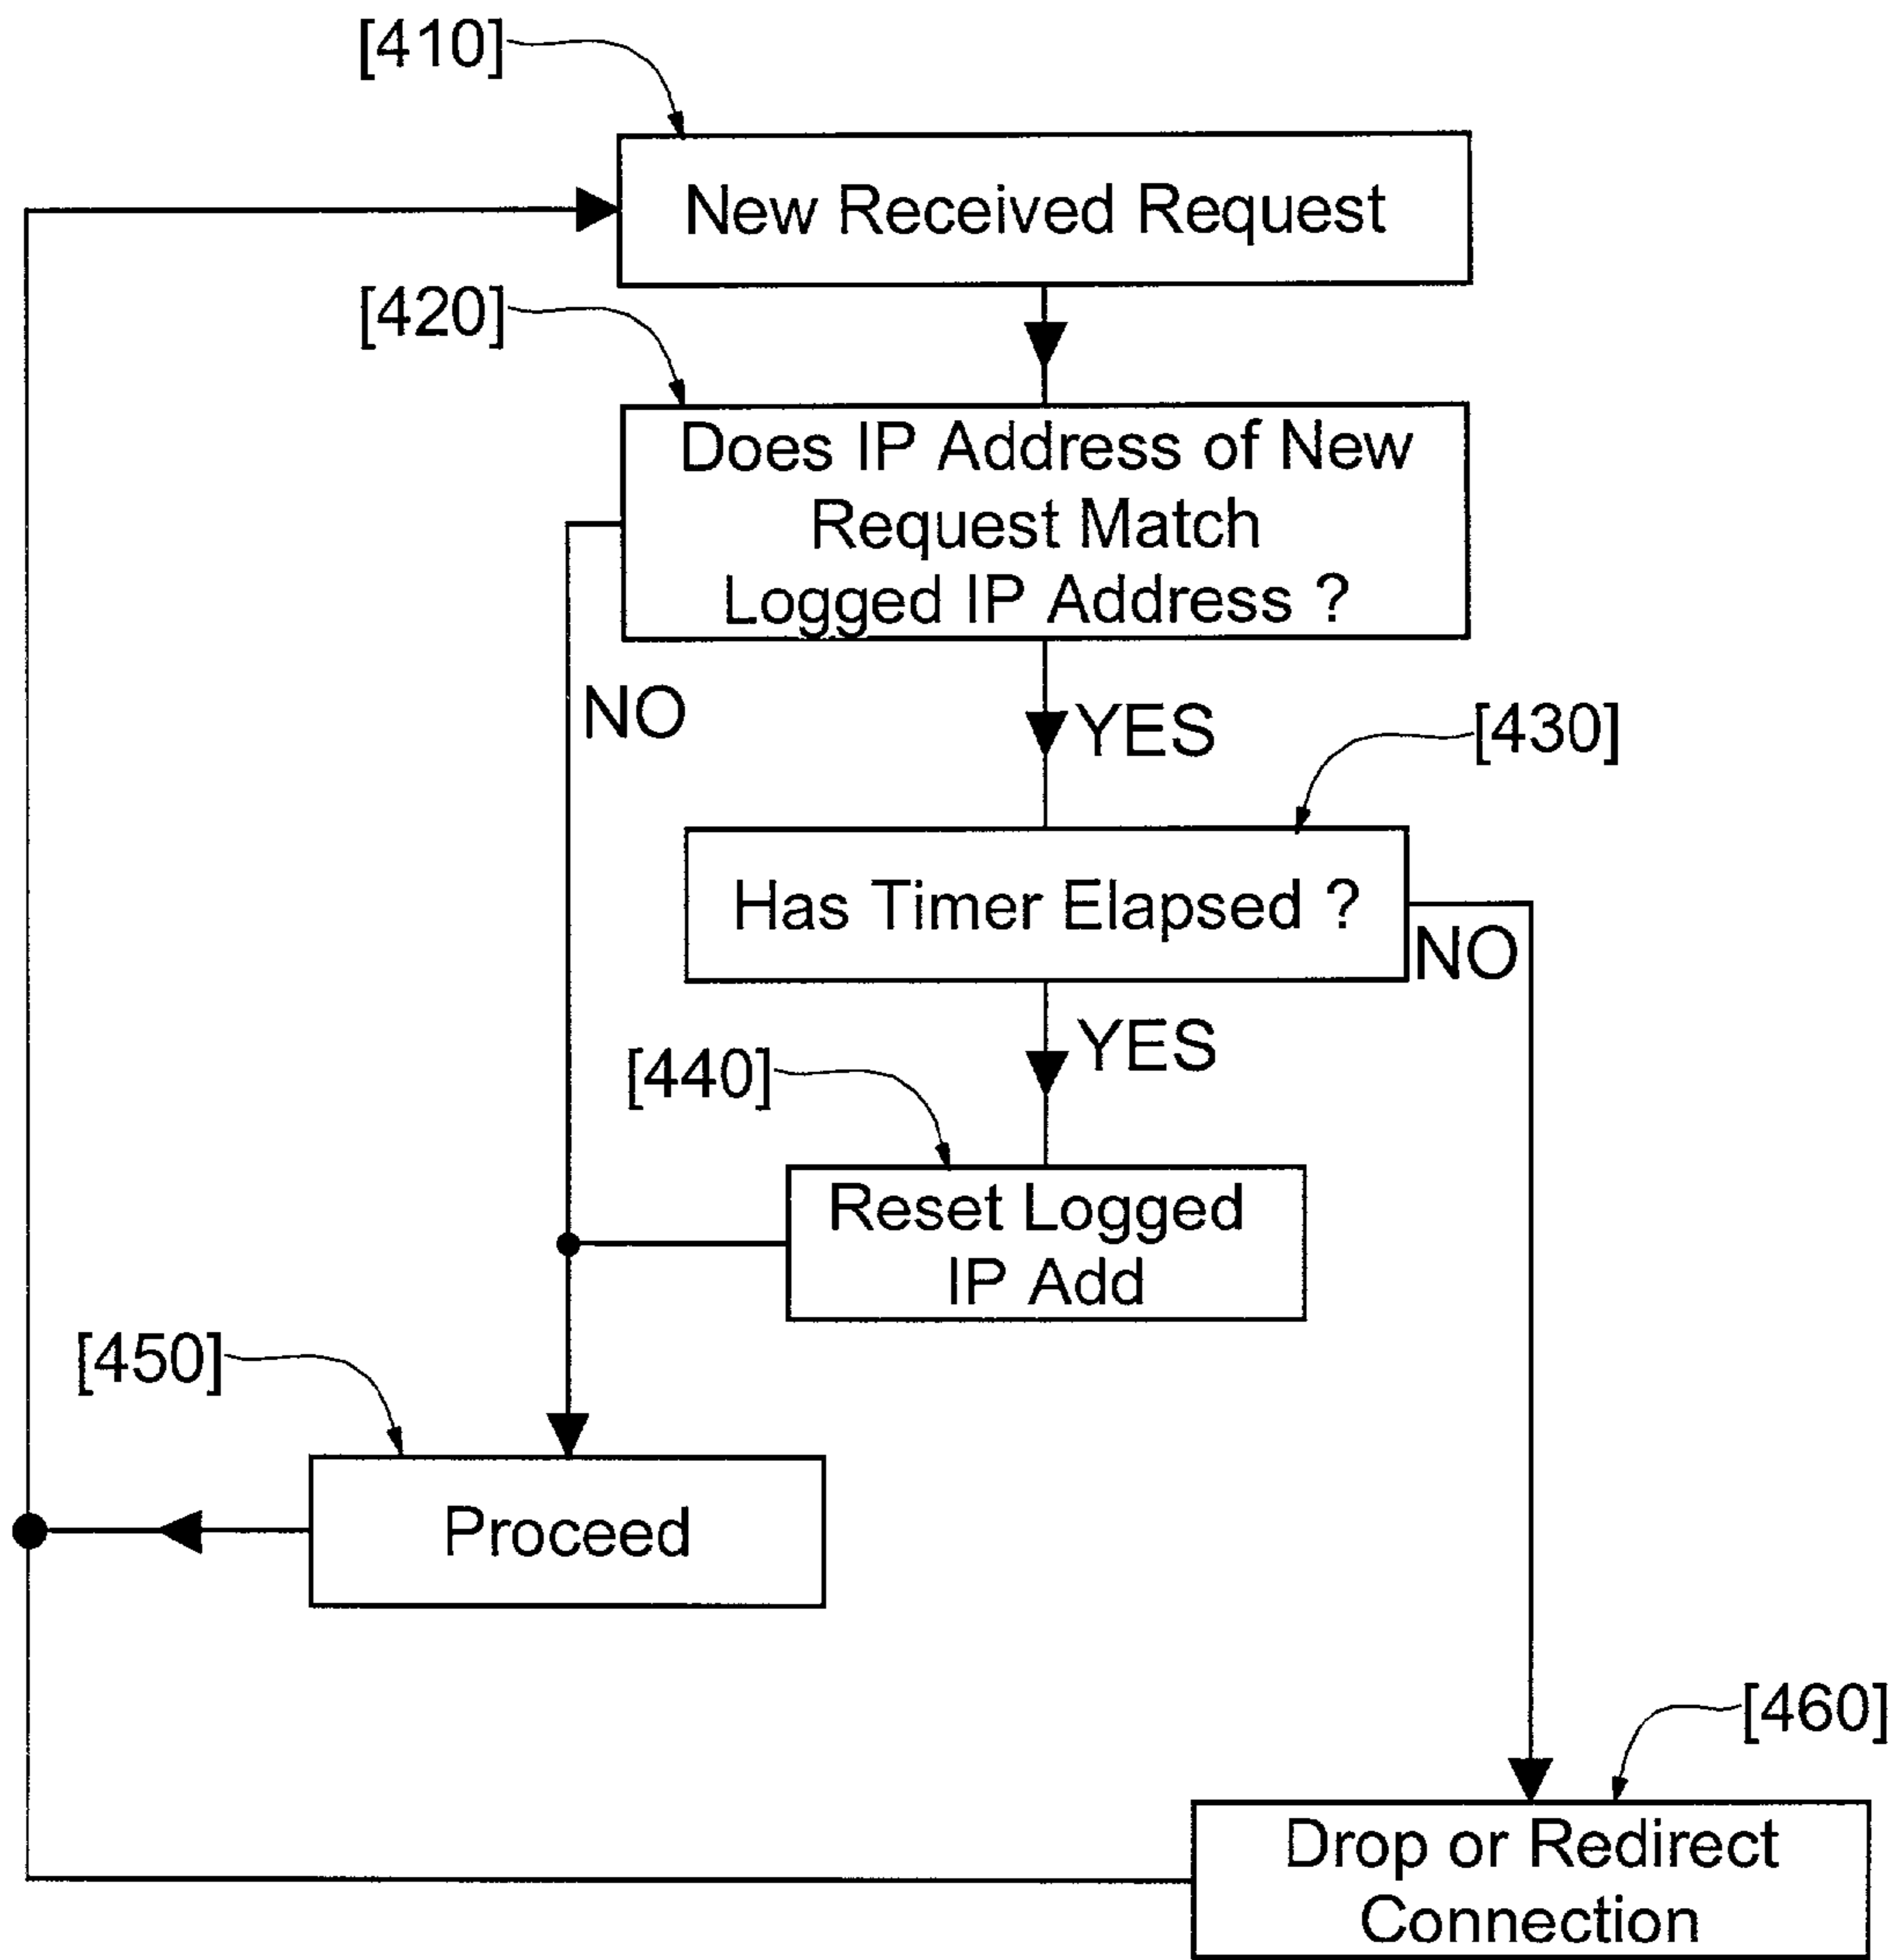 [410]
New Received Request
[420]
Does IP Address of New
Request Match
Logged IP Address ?
NO
YES
[430]
Has Timer Elapsed ?
NO
YES
[440]
Reset Logged
IP Add
[450]
Proceed
[460]
Drop or Redirect
Connection